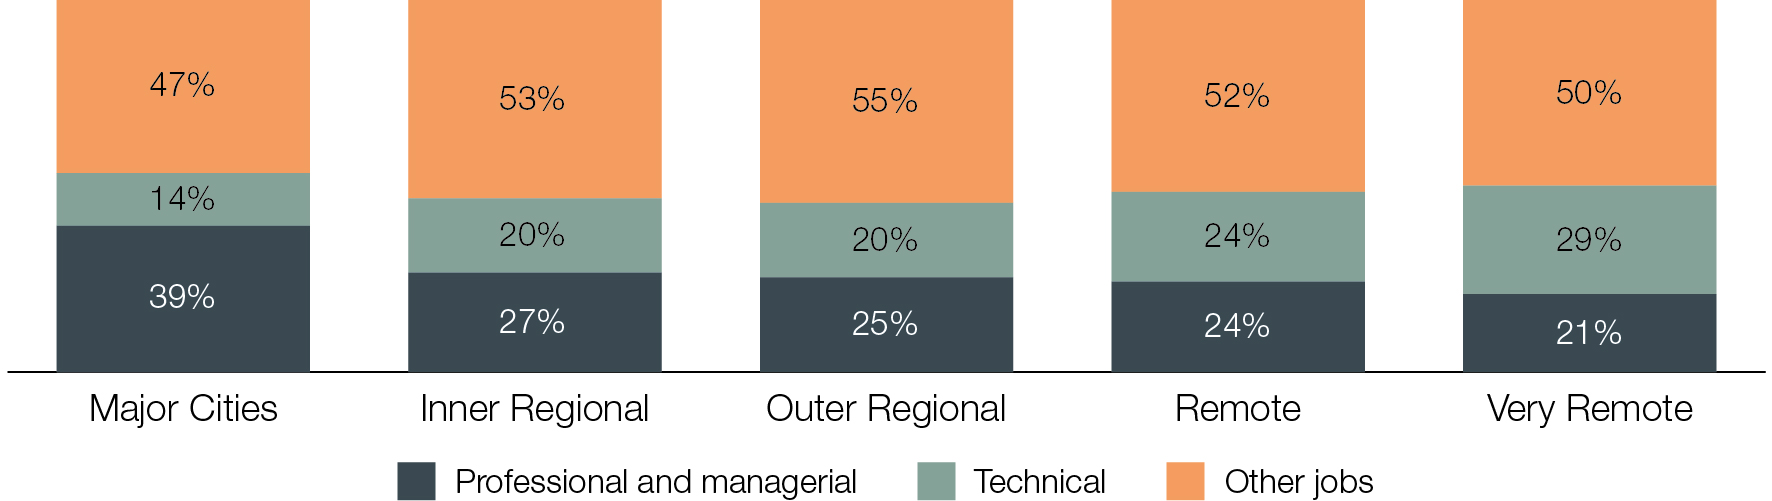 47% 53% 55% 52% 50%
14% 20% 20% 24% 29%
39% 27% 25% 24% 21%
Major Cities Inner Regional Outer Regional Remote Very Remote
Professional and managerial Technical Other jobs